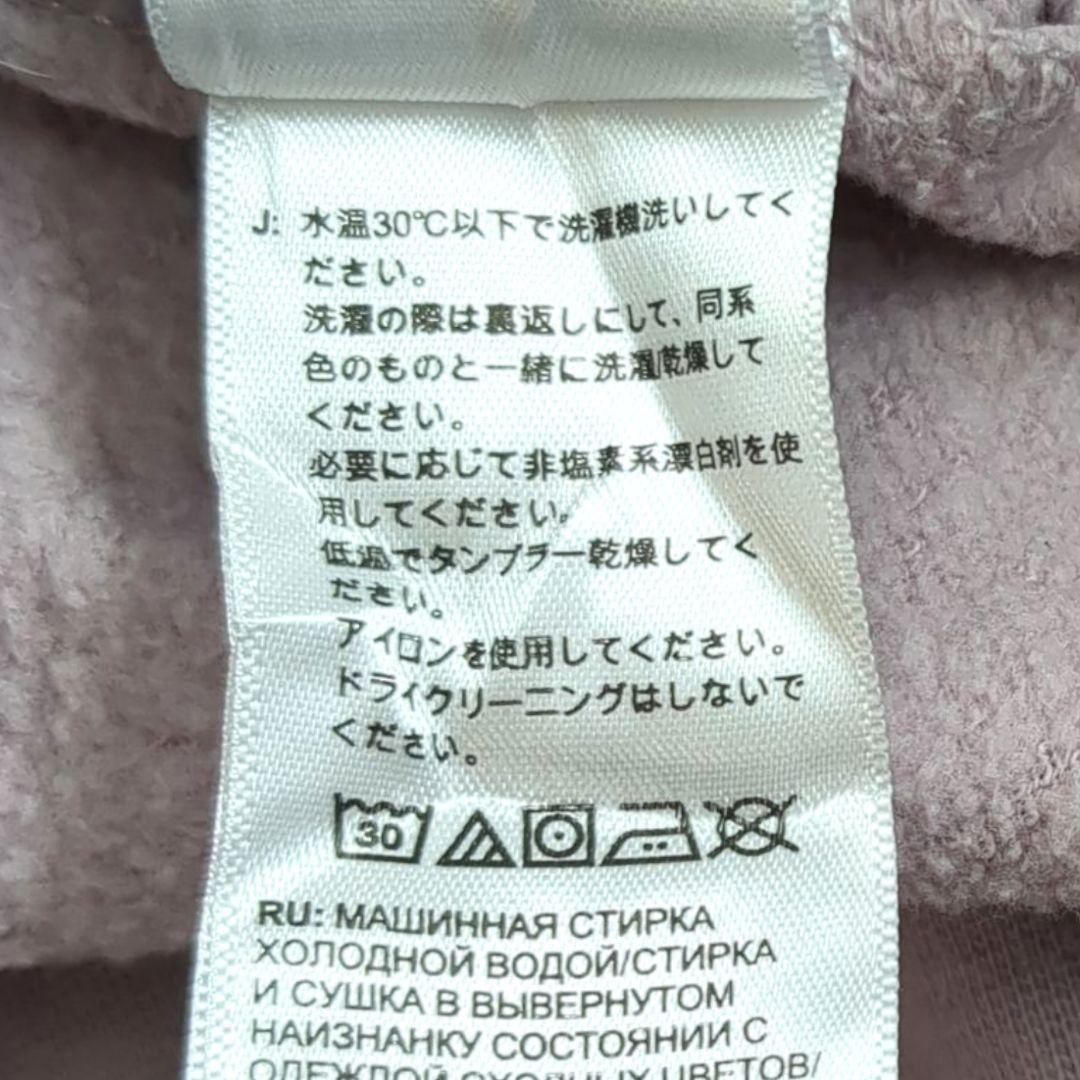 J: 水温30℃以下で洗濯機洗いしてく
ださい。
洗濯の際は裏返しにして、同系
色のものと一緒に洗濯/乾燥して
ください。
必要に応じて非塩素系漂白剤を使
用してください。
低温でタンブラー乾燥してく
ださい。
アイロンを使用してください。
ドライクリーニングはしないで
ください。
30
RU: МАШИННАЯ СТИРКА
ХОЛОДНОЙ ВОДОЙ/СТИРКА
И СУШКА В ВЫВЕРНУТОМ
НАИЗНАНКУ СОСТОЯНИИ С
ОДЕЖДОЙ СХОДНЫХ ЦВЕТОВ/